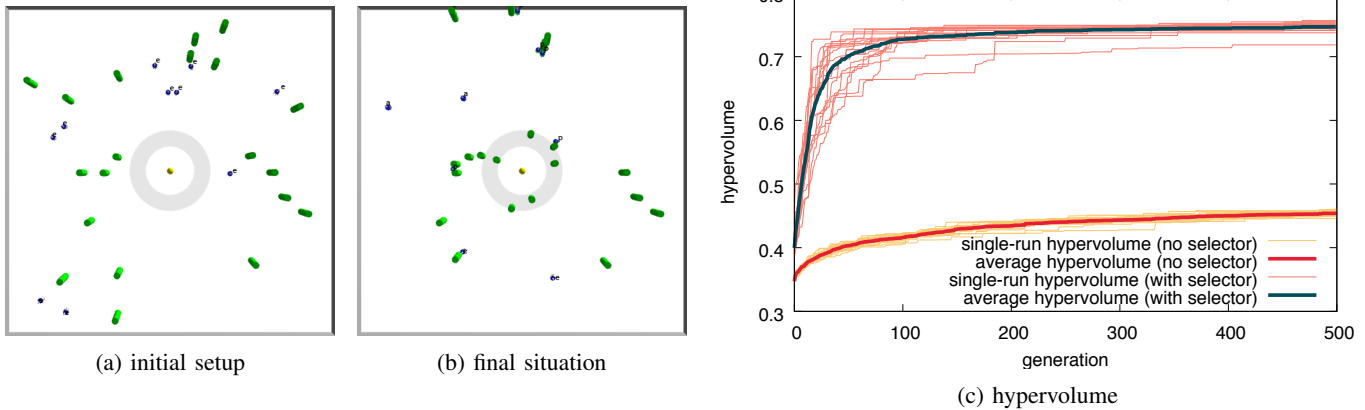 e e e
e e e
e
e
e
a a
p
e
(a) initial setup
(b) final situation
hypervolume
0.7
0.6
0.5
0.4
0.3
0 100 200 300 400 500
generation
single-run hypervolume (no selector)
average hypervolume (no selector)
single-run hypervolume (with selector)
average hypervolume (with selector)
(c) hypervolume